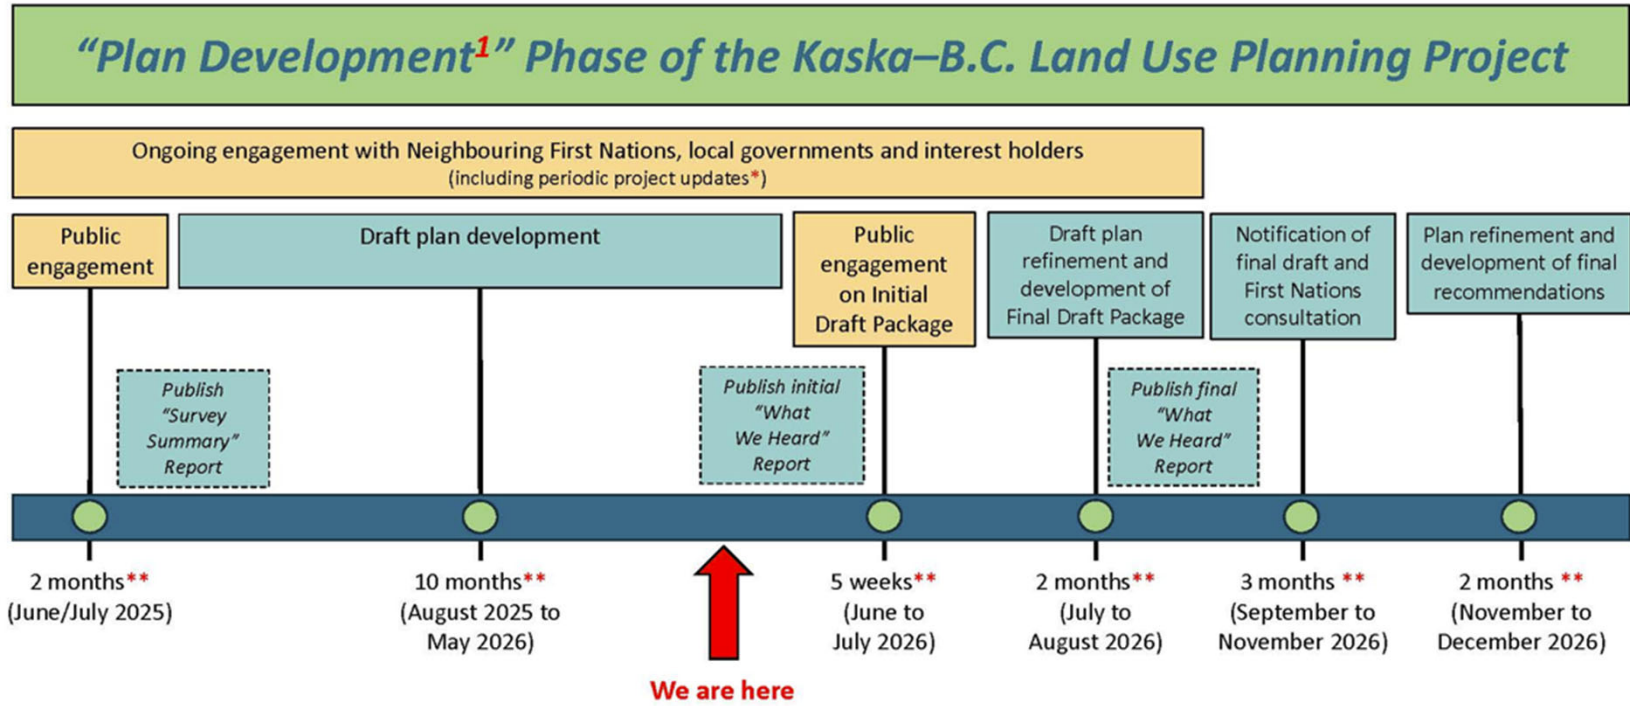 “Plan Development1” Phase of the Kaska–B.C. Land Use Planning Project
Ongoing engagement with Neighbouring First Nations, local governments and interest holders
(including periodic project updates*)
Public
engagement
Draft plan development
Public
engagement
on Initial
Draft Package
Draft plan
refinement and
development of
Final Draft Package
Notification of
final draft and
First Nations
consultation
Plan refinement and
development of final
recommendations
Publish
“Survey
Summary”
Report
Publish initial
“What
We Heard”
Report
Publish final
“What
We Heard”
Report
2 months**
(June/July 2025)
10 months**
(August 2025 to
May 2026)
5 weeks**
(June to
July 2026)
2 months**
(July to
August 2026)
3 months **
(September to
November 2026)
2 months **
(November to
December 2026)
We are here